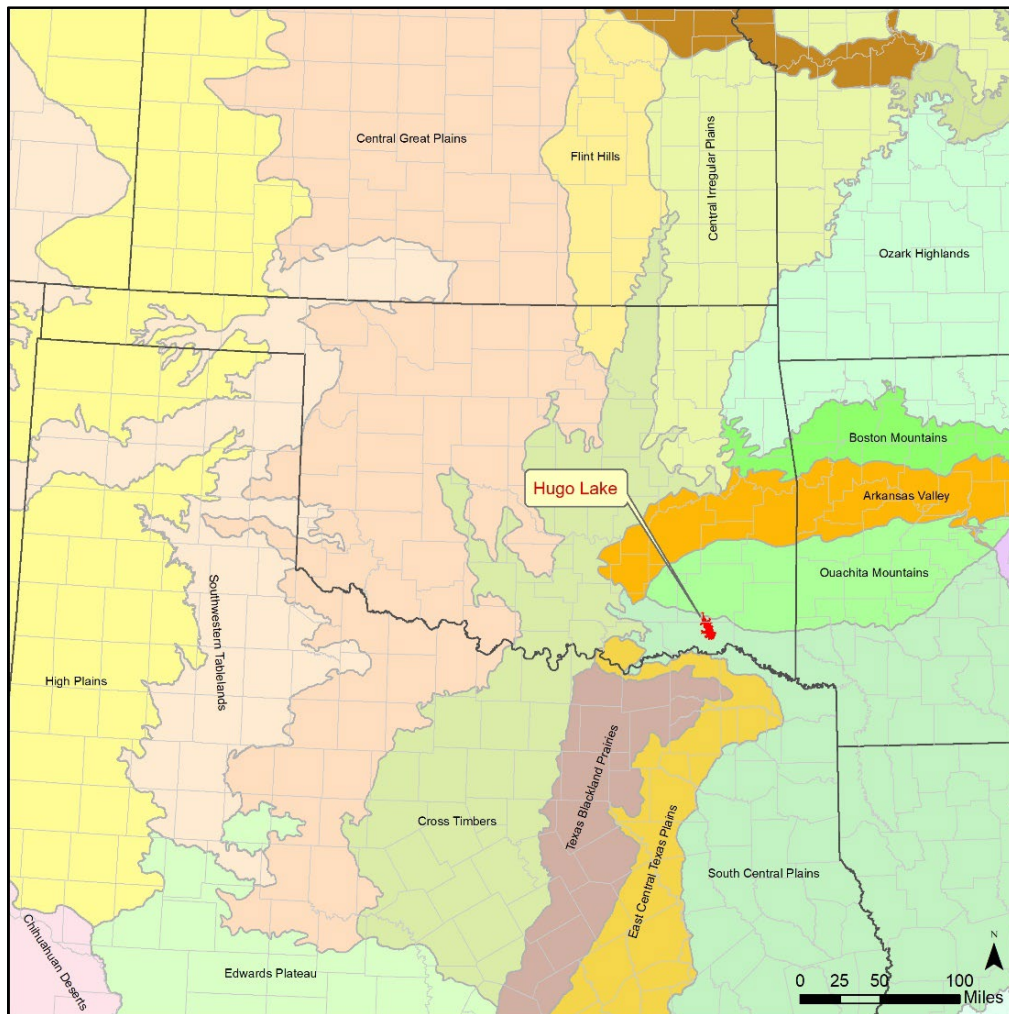 Central Great Plains
Flint Hills
Central Irregular Plains
Ozark Highlands
Boston Mountains
Hugo Lake
Arkansas Valley
Ouachita Mountains
Southwestern Tablelands
High Plains
Texas Blackland Prairies
Cross Timbers
East Central Texas Plains
South Central Plains
Chihuahuan Deserts
Edwards Plateau
N
0 25 50 100
Miles